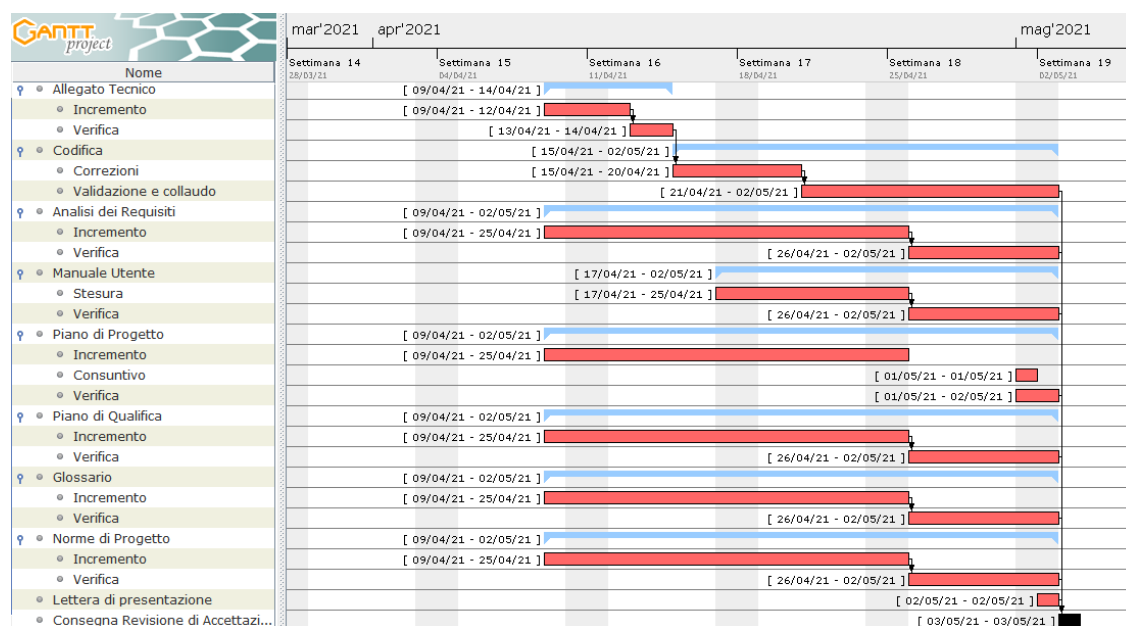 GANTT project
mar'2021 apr'2021 mag'2021
Settimana 14 Settimana 15 Settimana 16 Settimana 17 Settimana 18 Settimana 19
28/03/21 04/04/21 11/04/21 18/04/21 25/04/21 02/05/21
Nome
Allegato Tecnico [ 09/04/21 - 14/04/21 ]
Incremento [ 09/04/21 - 12/04/21 ]
Verifica [ 13/04/21 - 14/04/21 ]
Codifica [ 15/04/21 - 02/05/21 ]
Correzioni [ 15/04/21 - 20/04/21 ]
Validazione e collaudo [ 21/04/21 - 02/05/21 ]
Analisi dei Requisiti [ 09/04/21 - 02/05/21 ]
Incremento [ 09/04/21 - 25/04/21 ]
Verifica [ 26/04/21 - 02/05/21 ]
Manuale Utente [ 17/04/21 - 02/05/21 ]
Stesura [ 17/04/21 - 25/04/21 ]
Verifica [ 26/04/21 - 02/05/21 ]
Piano di Progetto [ 09/04/21 - 02/05/21 ]
Incremento [ 09/04/21 - 25/04/21 ]
Consuntivo [ 01/05/21 - 01/05/21 ]
Verifica [ 01/05/21 - 02/05/21 ]
Piano di Qualifica [ 09/04/21 - 02/05/21 ]
Incremento [ 09/04/21 - 25/04/21 ]
Verifica [ 26/04/21 - 02/05/21 ]
Glossario [ 09/04/21 - 02/05/21 ]
Incremento [ 09/04/21 - 25/04/21 ]
Verifica [ 26/04/21 - 02/05/21 ]
Norme di Progetto [ 09/04/21 - 02/05/21 ]
Incremento [ 09/04/21 - 25/04/21 ]
Verifica [ 26/04/21 - 02/05/21 ]
Lettera di presentazione [ 02/05/21 - 02/05/21 ]
Consegna Revisione di Accettazi... [ 03/05/21 - 03/05/21 ]